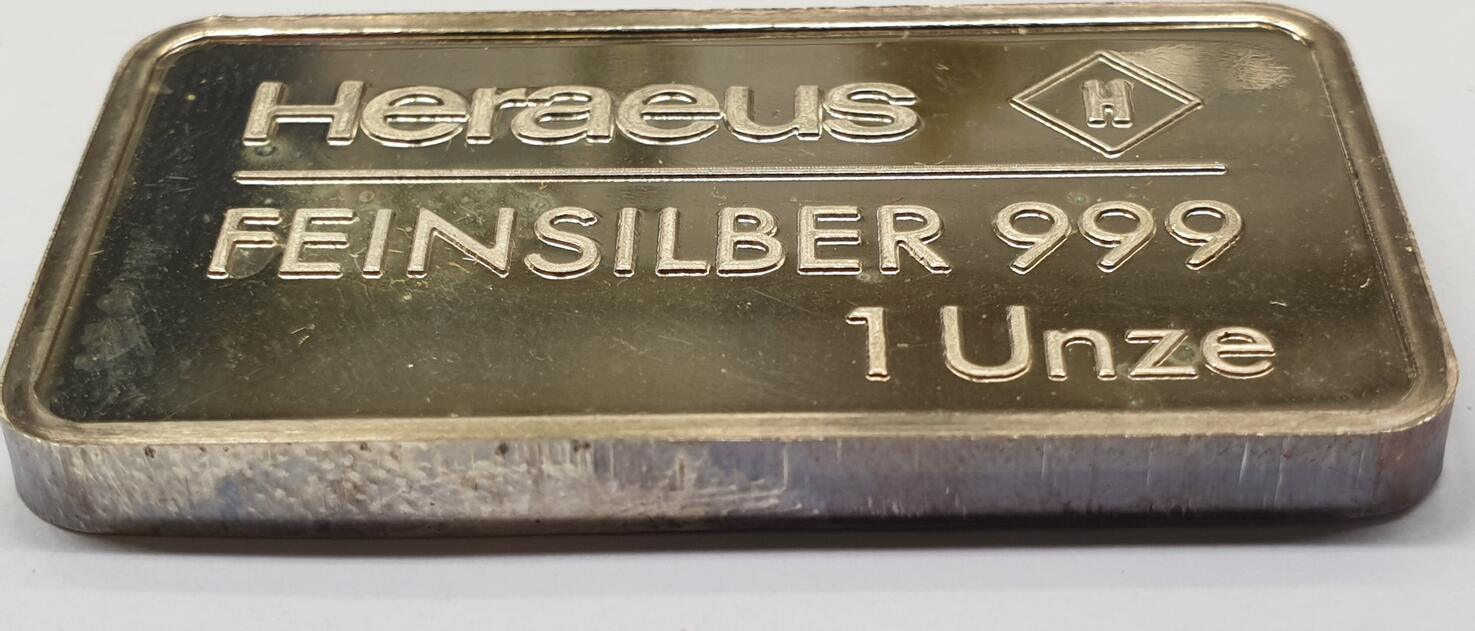 Heraeus H
FEINSILBER 999
1 Unze